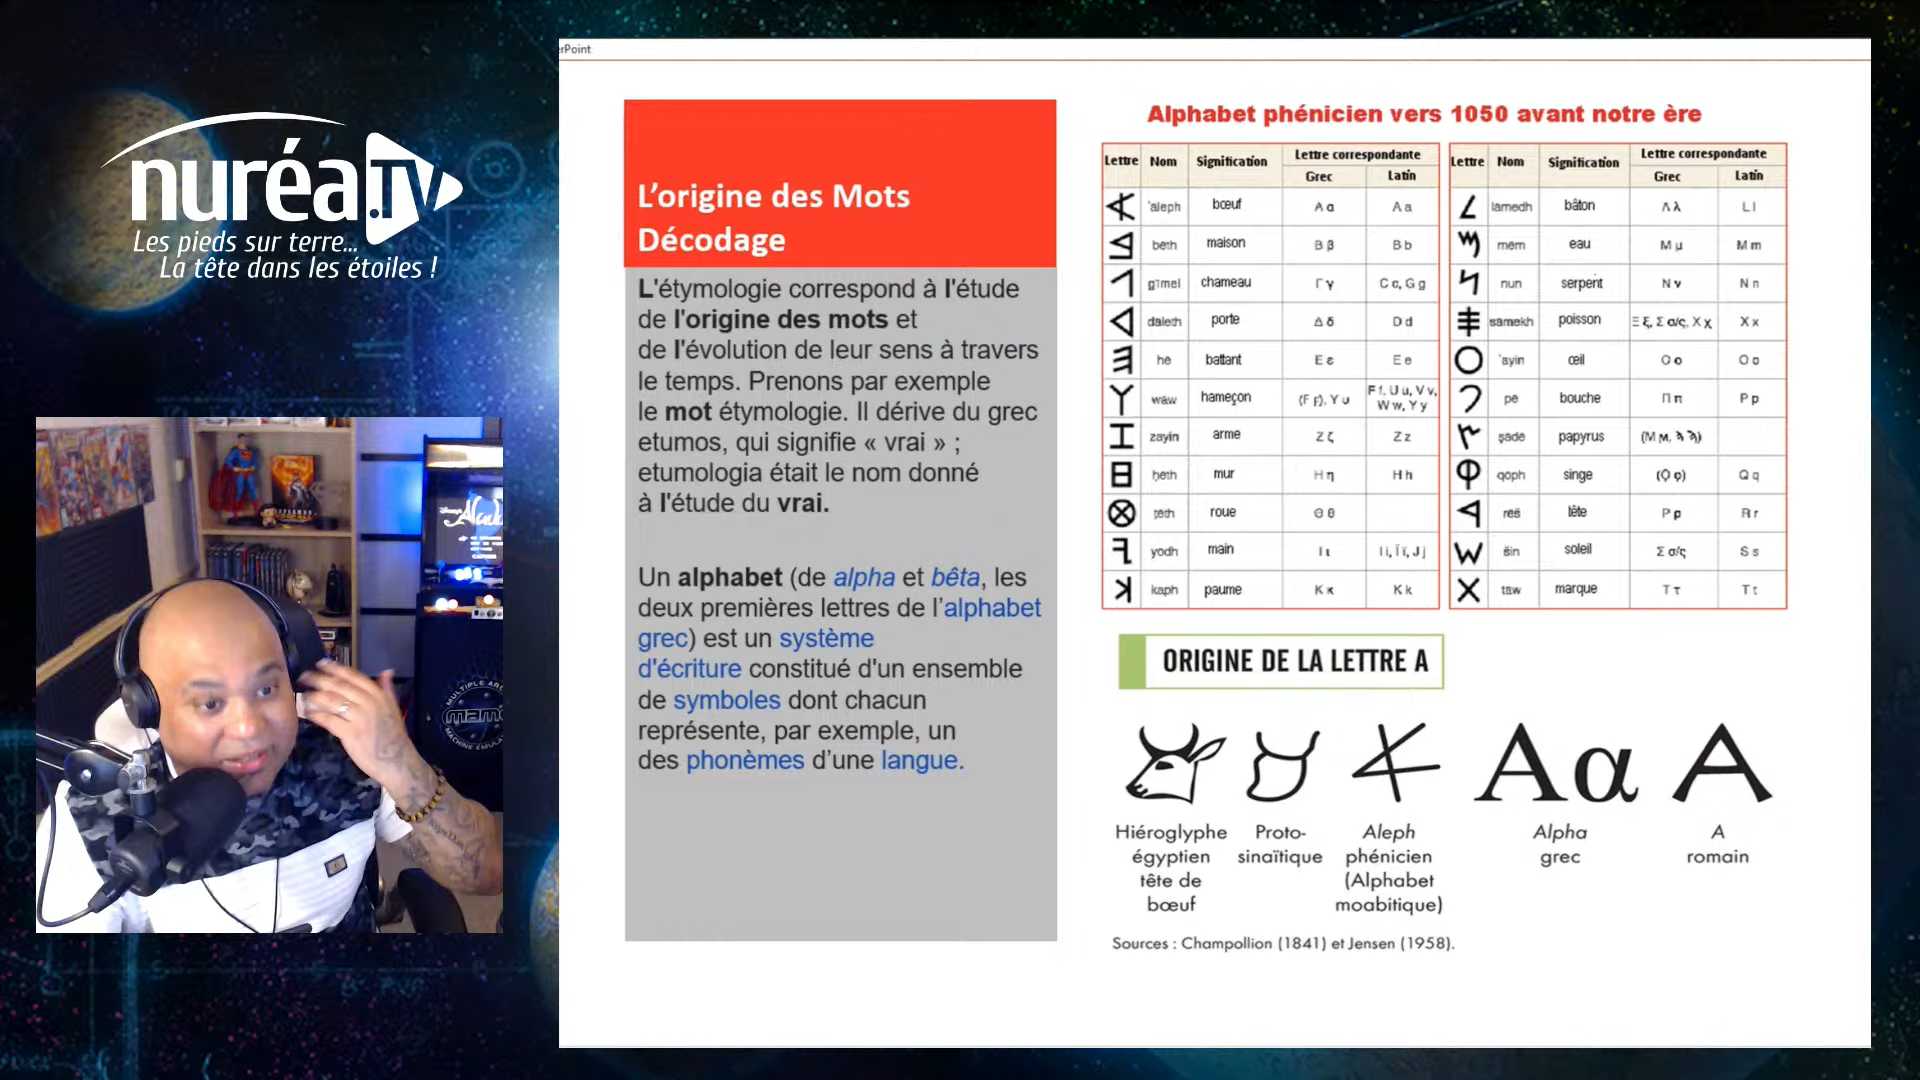 nuréa.TV
Les pieds sur terre...
La tête dans les étoiles !
erPoint
L'origine des Mots
Décodage
L'étymologie correspond à l'étude
de l'origine des mots et
de l'évolution de leur sens à travers
le temps. Prenons par exemple
le mot étymologie. Il dérive du grec
etumos, qui signifie « vrai » ;
etumologia était le nom donné
à l'étude du vrai.
Un alphabet (de alpha et bêta, les
deux premières lettres de l'alphabet
grec) est un système
d'écriture constitué d'un ensemble
de symboles dont chacun
représente, par exemple, un
des phonèmes d'une langue.
Alphabet phénicien vers 1050 avant notre ère
Lettre Nom Signification Lettre correspondante
Grec Latin
𐤀 'aleph bœuf Α α A a
𐤁 beth maison Β β B b
𐤂 gimel chameau Γ γ C c, G g
𐤃 daleth porte Δ δ D d
𐤄 he battant Ε ε E e
𐤅 waw hameçon (Ϝ ϝ), Υ υ F f, U u, V v,
W w, Y y
𐤆 zayin arme Ζ ζ Z z
𐤇 ḥeth mur Η η H h
𐤈 ṭeth roue Θ θ
𐤉 yodh main Ι ι I i, Ï ï, J j
𐤊 kaph paume Κ κ K k
Lettre Nom Signification Lettre correspondante
Grec Latin
𐤋 lamedh bâton Λ λ L l
𐤌 mem eau Μ μ M m
𐤍 nun serpent Ν ν N n
𐤎 samekh poisson Ξ ξ, Σ σ/ς, Χ χ X x
𐤏 'ayin œil Ο ο O o
𐤐 pe bouche Π π P p
𐤑 ṣade papyrus
𐤒 qoph singe (Ϙ ϙ) Q q
𐤓 reš tête Ρ ρ R r
𐤔 šin soleil Σ σ/ς S s
𐤕 taw marque Τ τ T t
ORIGINE DE LA LETTRE A
Αα A
Hiéroglyphe
égyptien
tête de
bœuf
Proto-
sinaïtique
Aleph
phénicien
(Alphabet
moabitique)
Alpha
grec
A
romain
Sources : Champollion (1841) et Jensen (1958).
mame